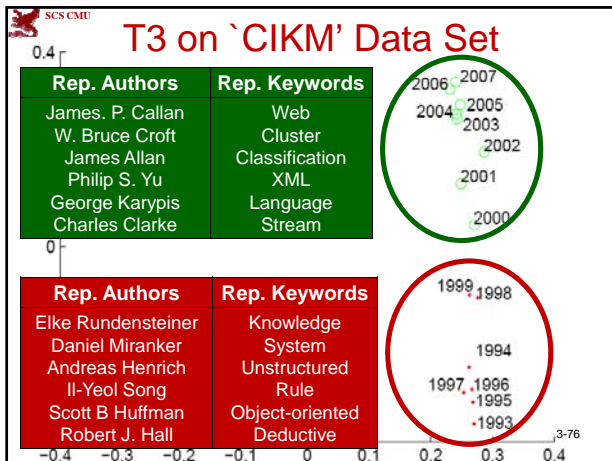 SCS CMU
T3 on `CIKM' Data Set
0.4
Rep. Authors Rep. Keywords
James. P. Callan Web
W. Bruce Croft Cluster
James Allan Classification
Philip S. Yu XML
George Karypis Language
Charles Clarke Stream
2006 2007
2005
2004
2003
2002
2001
2000
0
Rep. Authors Rep. Keywords
Elke Rundensteiner Knowledge
Daniel Miranker System
Andreas Henrich Unstructured
Il-Yeol Song Rule
Scott B Huffman Object-oriented
Robert J. Hall Deductive
1999 1998
1994
1997 1996
1995
1993
3-76
−0.4 −0.3 −0.2 −0.1 0 0.1 0.2 0.3 0.4